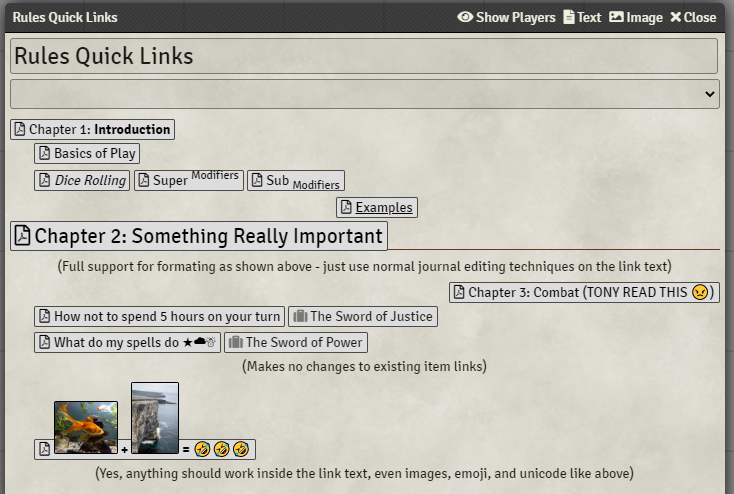 Rules Quick Links Show Players Text Image Close
Rules Quick Links
Chapter 1: Introduction
Basics of Play
Dice Rolling Super Modifiers Sub Modifiers
Examples
Chapter 2: Something Really Important
(Full support for formating as shown above - just use normal journal editing techniques on the link text)
Chapter 3: Combat (TONY READ THIS 😠)
How not to spend 5 hours on your turn The Sword of Justice
What do my spells do ★☁☃ The Sword of Power
(Makes no changes to existing item links)
+ = 🤣🤣🤣
(Yes, anything should work inside the link text, even images, emoji, and unicode like above)